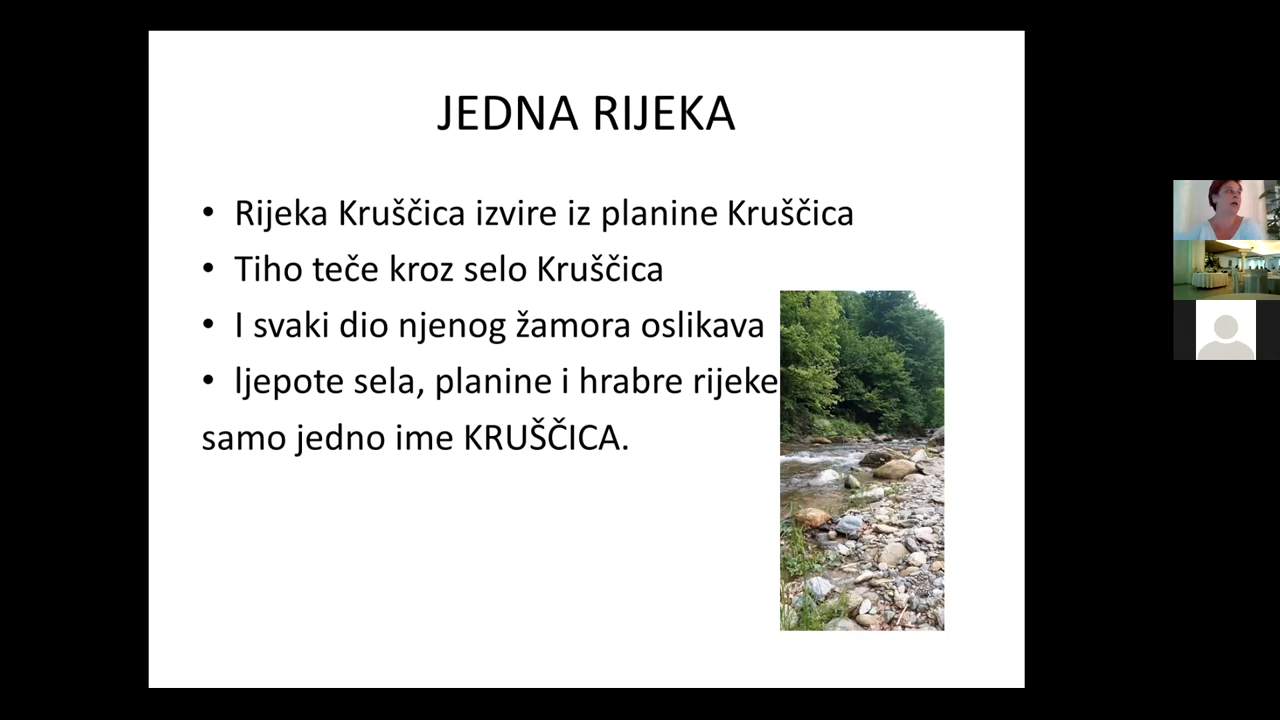 JEDNA RIJEKA
• Rijeka Kruščica izvire iz planine Kruščica
• Tiho teče kroz selo Kruščica
• I svaki dio njenog žamora oslikava
• ljepote sela, planine i hrabre rijeke
samo jedno ime KRUŠČICA.